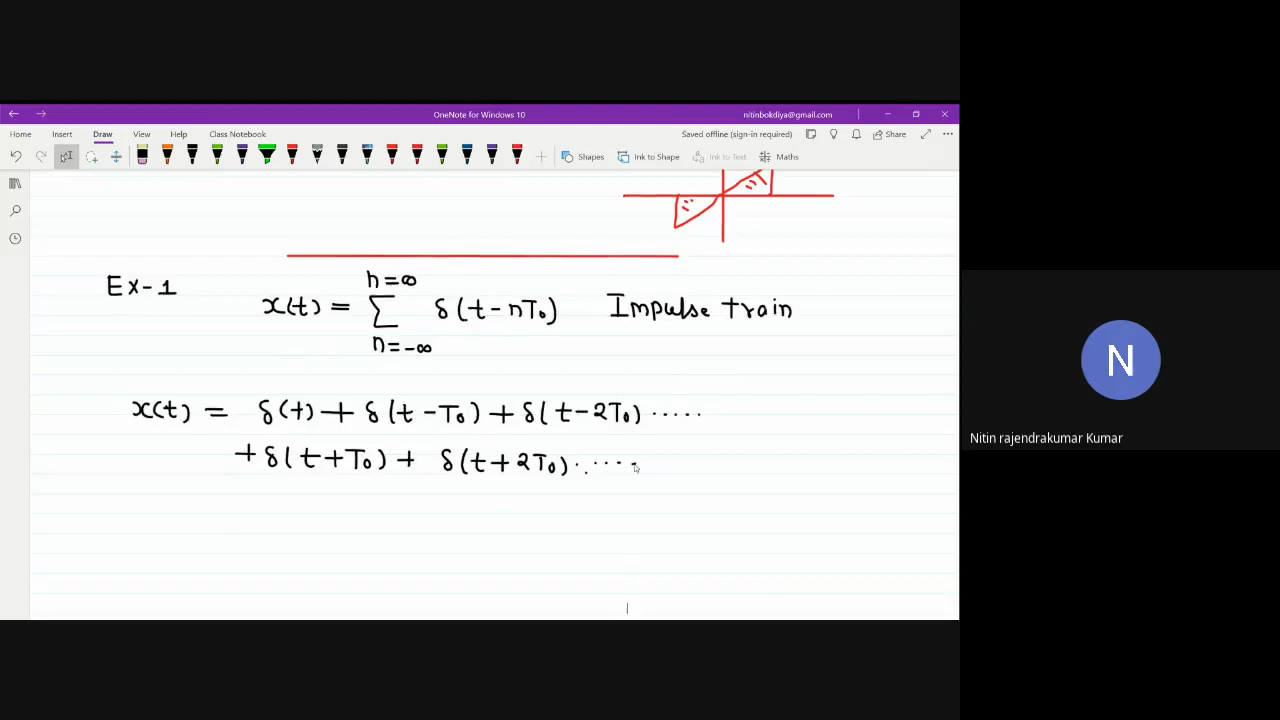 OneNote for Windows 10
nitinbokdiya@gmail.com
Home Insert Draw View Help Class Notebook
Saved offline (sign-in required) Share
Shapes Ink to Shape Ink to Text Maths
Ex-1
n=∞
x(t) = ∑ δ(t-nT₀) Impulse train
n=-∞
x(t) = δ(t) + δ(t-T₀) + δ(t-2T₀) .....
+ δ(t+T₀) + δ(t+2T₀) ......
N
Nitin rajendrakumar Kumar